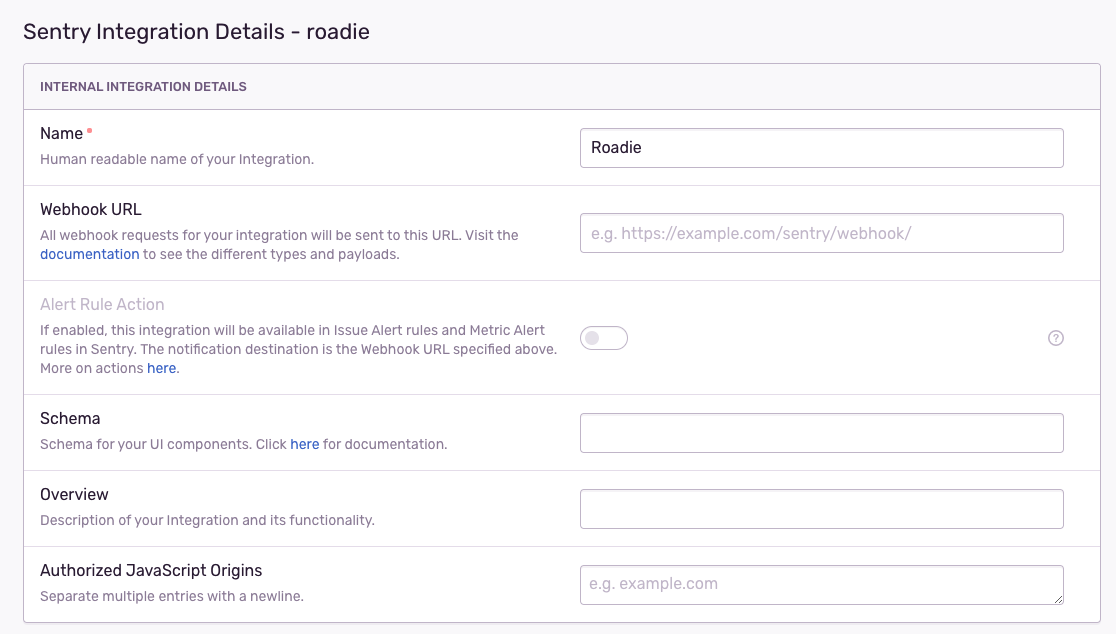 Sentry Integration Details - roadie
INTERNAL INTEGRATION DETAILS
Name
Human readable name of your Integration.
Roadie
Webhook URL
All webhook requests for your integration will be sent to this URL. Visit the
documentation to see the different types and payloads.
e.g. https://example.com/sentry/webhook/
Alert Rule Action
If enabled, this integration will be available in Issue Alert rules and Metric Alert
rules in Sentry. The notification destination is the Webhook URL specified above.
More on actions here.
?
Schema
Schema for your UI components. Click here for documentation.
Overview
Description of your Integration and its functionality.
Authorized JavaScript Origins
Separate multiple entries with a newline.
e.g. example.com